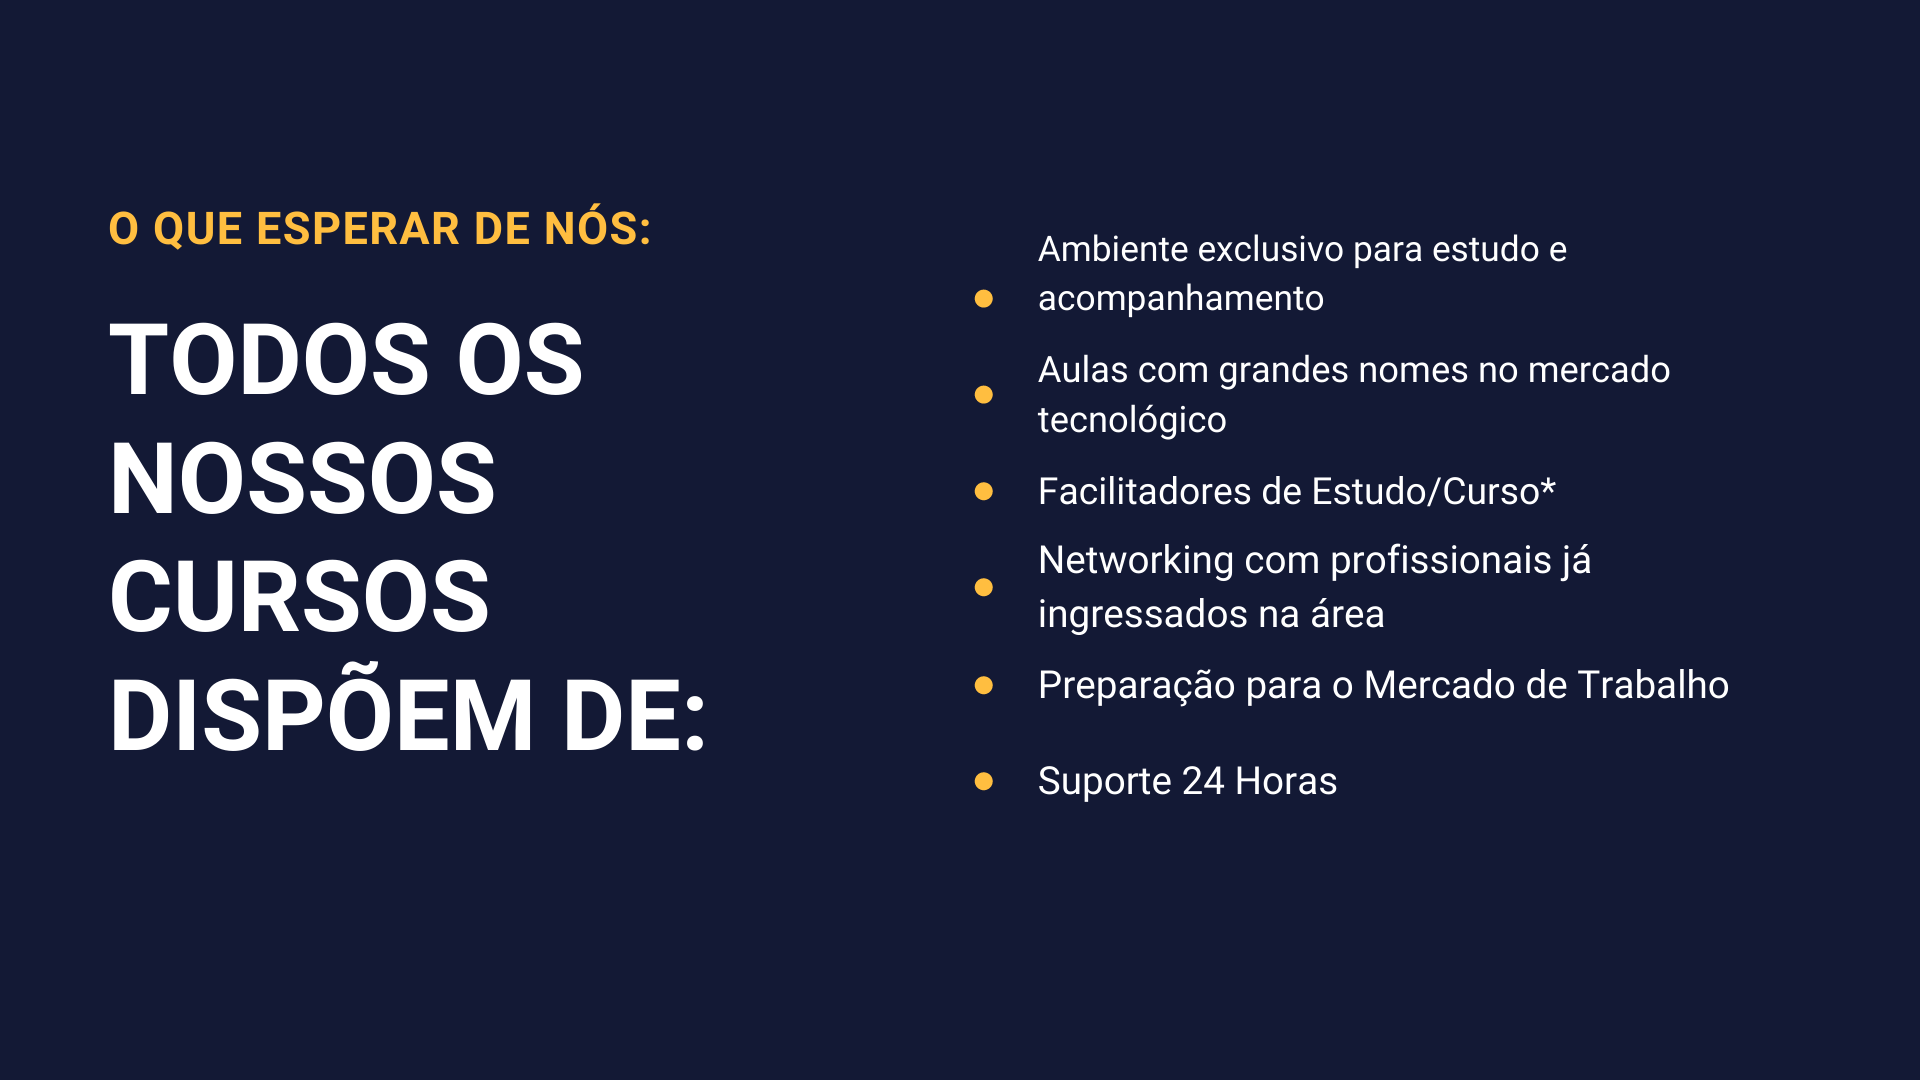 O QUE ESPERAR DE NÓS:
TODOS OS
NOSSOS
CURSOS
DISPÕEM DE:
Ambiente exclusivo para estudo e
acompanhamento
Aulas com grandes nomes no mercado
tecnológico
Facilitadores de Estudo/Curso*
Networking com profissionais já
ingressados na área
Preparação para o Mercado de Trabalho
Suporte 24 Horas